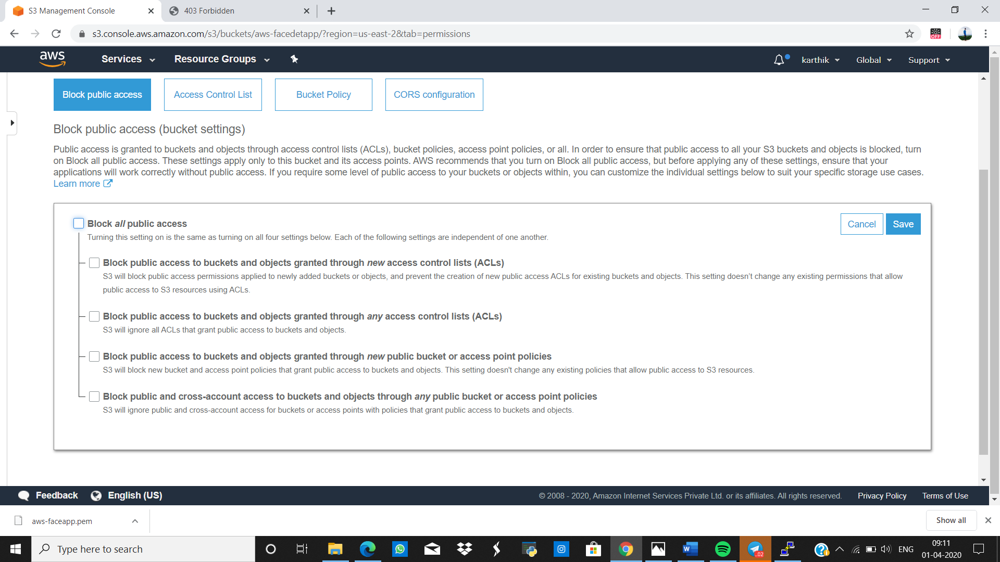 S3 Management Console
403 Forbidden
s3.console.aws.amazon.com/s3/buckets/aws-facedetapp/?region=us-east-2&tab=permissions
OFF
aws
Services
Resource Groups
karthik
Global
Support
Block public access
Access Control List
Bucket Policy
CORS configuration
Block public access (bucket settings)
Public access is granted to buckets and objects through access control lists (ACLs), bucket policies, access point policies, or all. In order to ensure that public access to all your S3 buckets and objects is blocked, turn
on Block all public access. These settings apply only to this bucket and its access points. AWS recommends that you turn on Block all public access, but before applying any of these settings, ensure that your
applications will work correctly without public access. If you require some level of public access to your buckets or objects within, you can customize the individual settings below to suit your specific storage use cases.
Learn more
Block all public access
Cancel
Save
Turning this setting on is the same as turning on all four settings below. Each of the following settings are independent of one another.
Block public access to buckets and objects granted through new access control lists (ACLs)
S3 will block public access permissions applied to newly added buckets or objects, and prevent the creation of new public access ACLs for existing buckets and objects. This setting doesn't change any existing permissions that allow
public access to S3 resources using ACLs.
Block public access to buckets and objects granted through any access control lists (ACLs)
S3 will ignore all ACLs that grant public access to buckets and objects.
Block public access to buckets and objects granted through new public bucket or access point policies
S3 will block new bucket and access point policies that grant public access to buckets and objects. This setting doesn't change any existing policies that allow public access to S3 resources.
Block public and cross-account access to buckets and objects through any public bucket or access point policies
S3 will ignore public and cross-account access for buckets or access points with policies that grant public access to buckets and objects.
Feedback
English (US)
© 2008 - 2020, Amazon Internet Services Private Ltd. or its affiliates. All rights reserved.
Privacy Policy
Terms of Use
aws-faceapp.pem
Show all
Type here to search
W
..02
ENG
09:11
01-04-2020